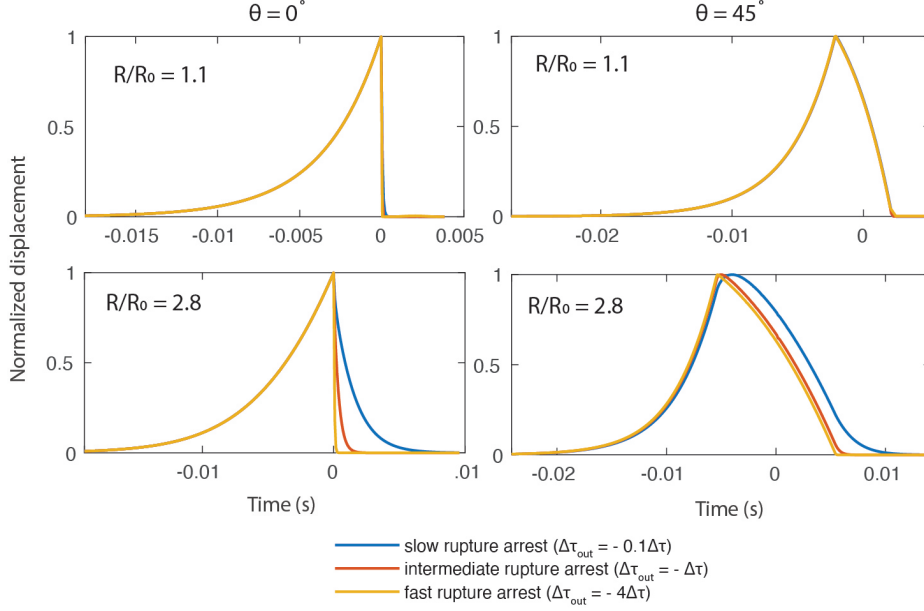 θ = 0°
θ = 45°
Normalized displacement
1
0.5
0
R/R₀ = 1.1
-0.015
-0.01
-0.005
0
0.005
1
0.5
0
R/R₀ = 1.1
-0.02
-0.01
0
1
0.5
0
R/R₀ = 2.8
-0.01
0
.01
Time (s)
1
0.5
0
R/R₀ = 2.8
-0.02
-0.01
0
0.01
Time (s)
slow rupture arrest (Δτout = - 0.1Δτ)
intermediate rupture arrest (Δτout = - Δτ)
fast rupture arrest (Δτout = - 4Δτ)